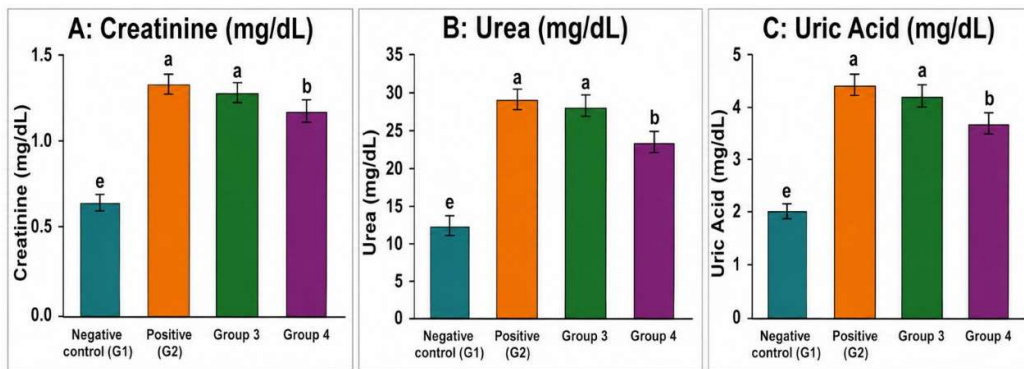 A: Creatinine (mg/dL)
Creatinine (mg/dL)
1.5
1.0
0.5
0.0
e
a
a
b
Negative control (G1)
Positive (G2)
Group 3
Group 4
B: Urea (mg/dL)
Urea (mg/dL)
35
30
25
20
15
10
5
0
e
a
a
b
Negative control (G1)
Positive (G2)
Group 3
Group 4
C: Uric Acid (mg/dL)
Uric Acid (mg/dL)
5
4
3
2
1
0
e
a
a
b
Negative control (G1)
Positive (G2)
Group 3
Group 4